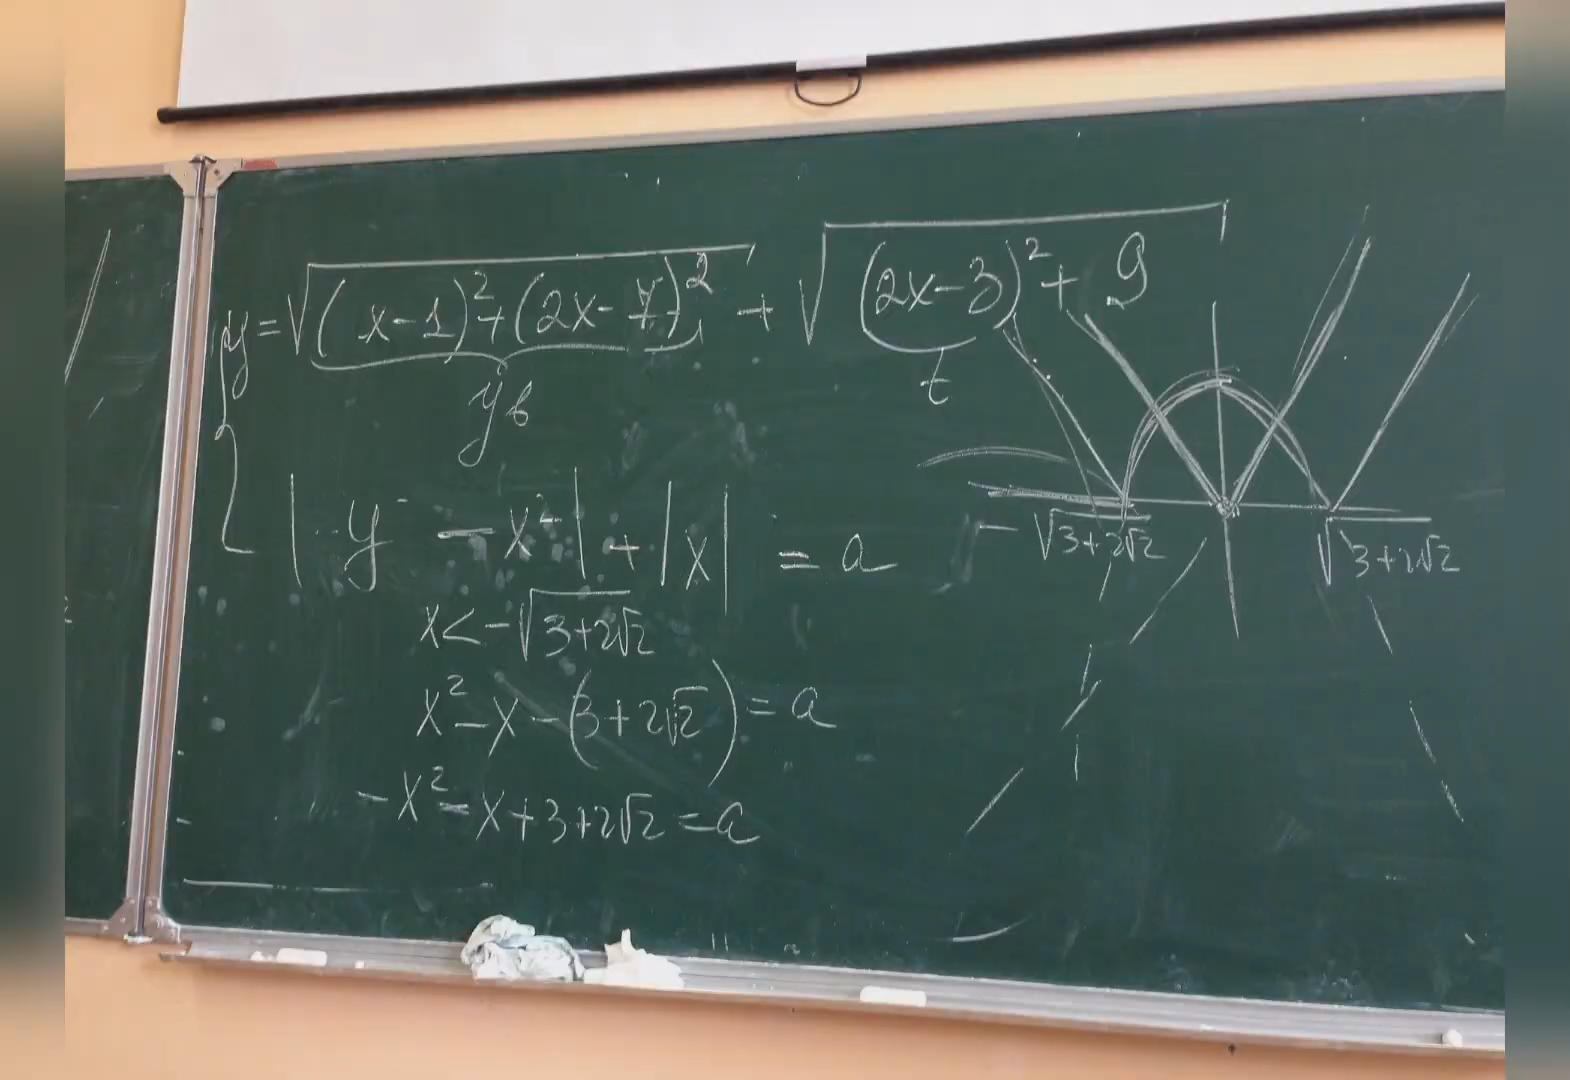 y = √((x-1)² + (2x-7)²) + √((2x-3)² + 9)
t
yb
|y - x²| + |x| = a
-√(3+2√2) √(3+2√2)
x < -√(3+2√2)
x² - x - (3+2√2) = a
-x² - x + 3 + 2√2 = a